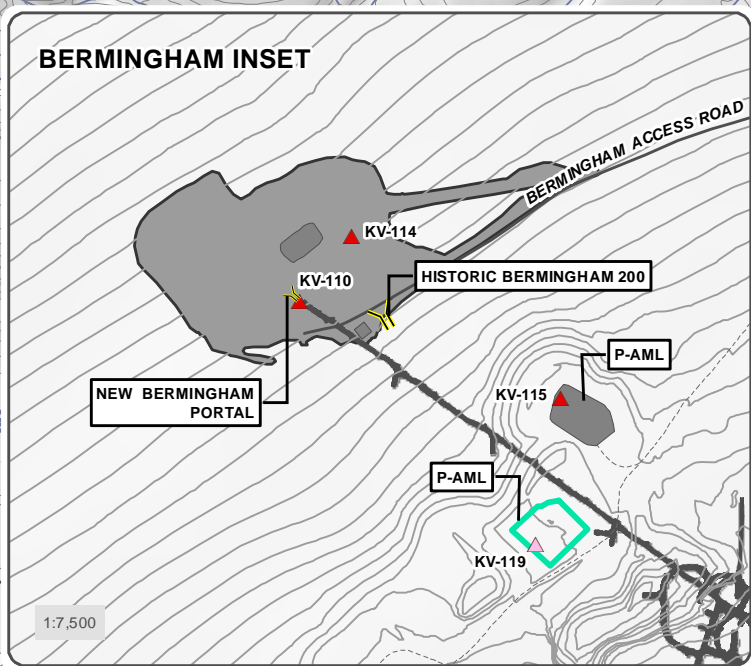 BERMINGHAM INSET
BERMINGHAM ACCESS ROAD
KV-114
KV-110
HISTORIC BERMINGHAM 200
P-AML
NEW BERMINGHAM
PORTAL
KV-115
P-AML
KV-119
1:7,500